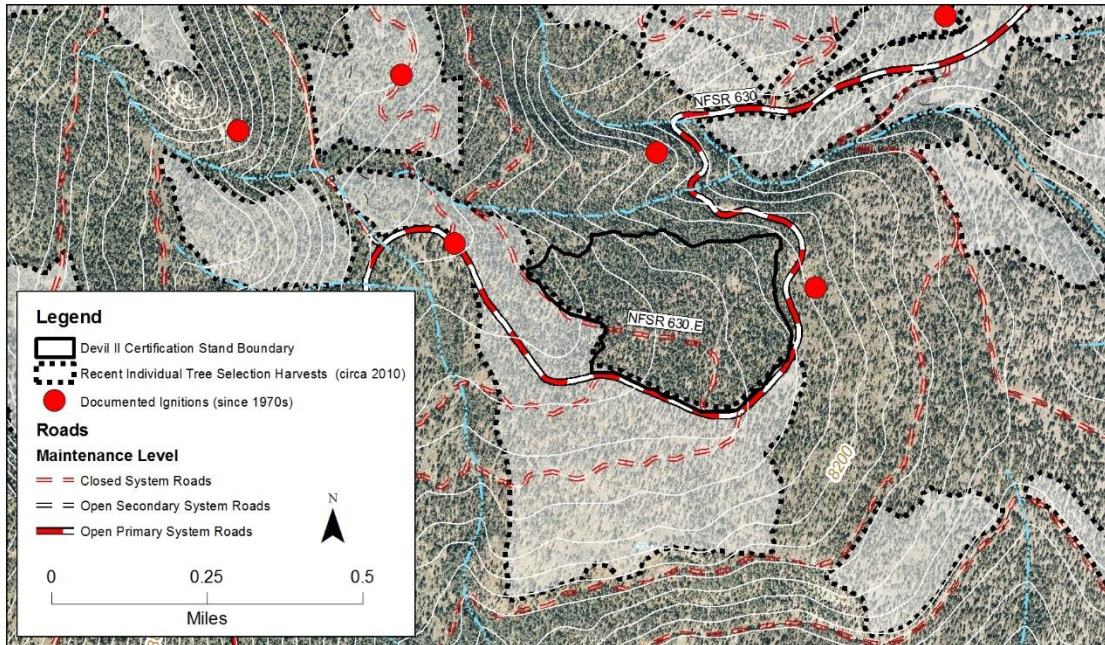 NFSR 630
NFSR 630.E
8200
Legend
Devil II Certification Stand Boundary
Recent Individual Tree Selection Harvests (circa 2010)
Documented Ignitions (since 1970s)
Roads
Maintenance Level
Closed System Roads
Open Secondary System Roads
Open Primary System Roads
N
0 0.25 0.5
Miles